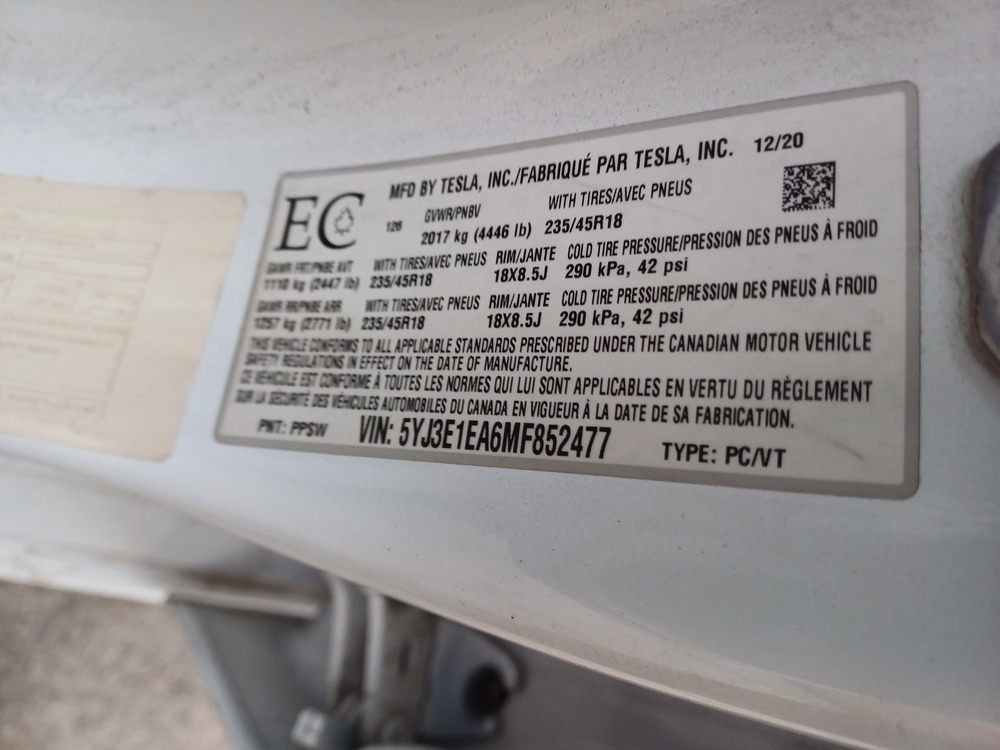 MFD BY TESLA, INC./FABRIQUÉ PAR TESLA, INC. 12/20
EC 126 GVWR/PNBV WITH TIRES/AVEC PNEUS
2017 kg (4446 lb) 235/45R18
GAWR FRT/PNBE AVT WITH TIRES/AVEC PNEUS RIM/JANTE COLD TIRE PRESSURE/PRESSION DES PNEUS À FROID
1110 kg (2447 lb) 235/45R18 18X8.5J 290 kPa, 42 psi
GAWR RR/PNBE ARR WITH TIRES/AVEC PNEUS RIM/JANTE COLD TIRE PRESSURE/PRESSION DES PNEUS À FROID
1257 kg (2771 lb) 235/45R18 18X8.5J 290 kPa, 42 psi
THIS VEHICLE CONFORMS TO ALL APPLICABLE STANDARDS PRESCRIBED UNDER THE CANADIAN MOTOR VEHICLE
SAFETY REGULATIONS IN EFFECT ON THE DATE OF MANUFACTURE.
CE VÉHICULE EST CONFORME À TOUTES LES NORMES QUI LUI SONT APPLICABLES EN VERTU DU RÈGLEMENT
SUR LA SÉCURITÉ DES VÉHICULES AUTOMOBILES DU CANADA EN VIGUEUR À LA DATE DE SA FABRICATION.
PNT: PPSW VIN: 5YJ3E1EA6MF852477 TYPE: PC/VT